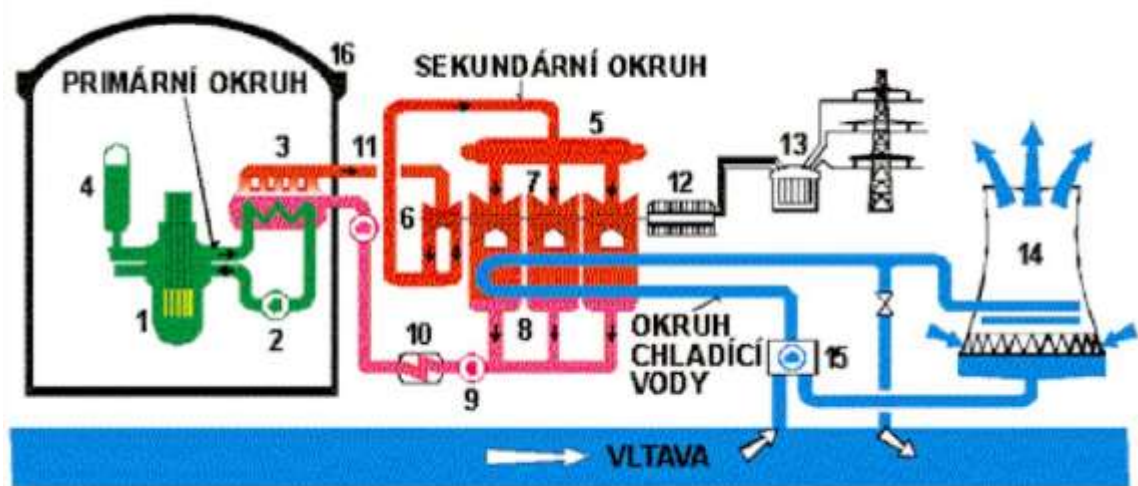 16
PRIMÁRNÍ OKRUH
SEKUNDÁRNÍ OKRUH
3
11
5
13
4
7
12
6
14
1
2
10
8
9
OKRUH
CHLADÍCÍ
VODY
15
VLTAVA